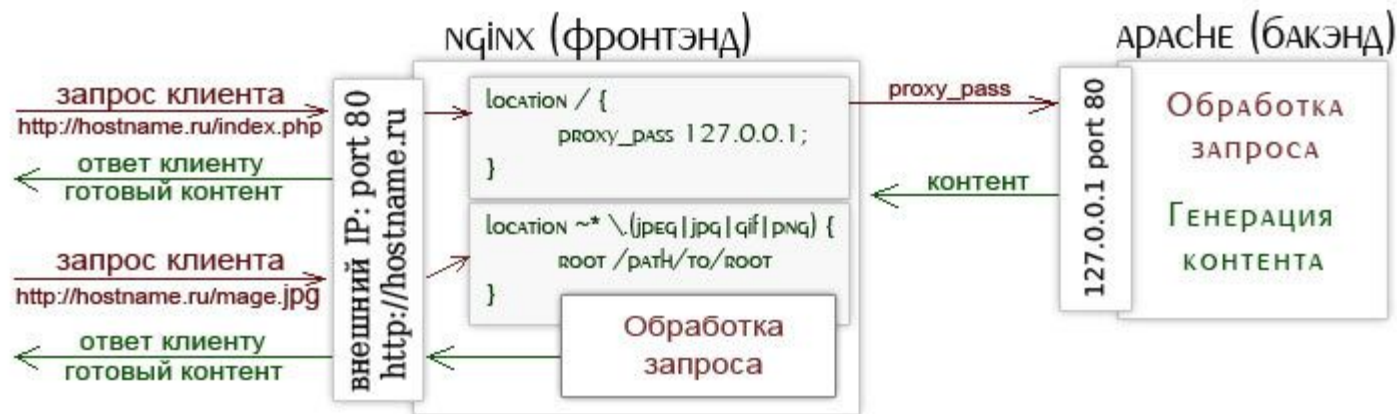 nginx (фронтэнд)
apache (бакэнд)
запрос клиента
http://hostname.ru/index.php
ответ клиенту
готовый контент
запрос клиента
http://hostname.ru/mage.jpg
ответ клиенту
готовый контент
внешний IP: port 80
http://hostname.ru
location / {
proxy_pass 127.0.0.1;
}
location ~* \.(jpeg|jpg|gif|png) {
root /path/to/root
}
Обработка
запроса
proxy_pass
контент
127.0.0.1 port 80
Обработка
запроса
Генерация
контента